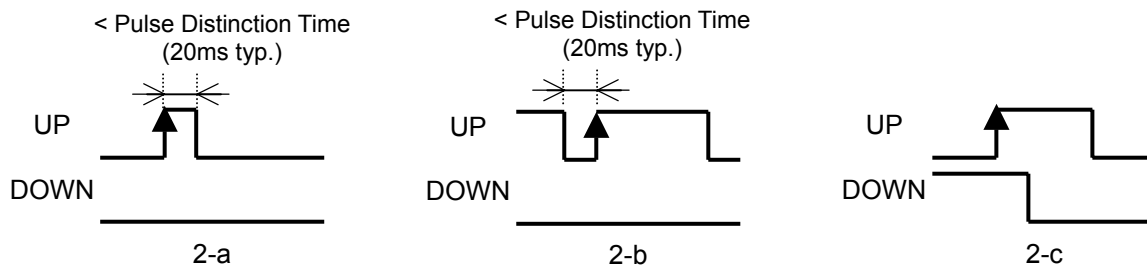 < Pulse Distinction Time
(20ms typ.)
UP
DOWN
2-a
< Pulse Distinction Time
(20ms typ.)
UP
DOWN
2-b
UP
DOWN
2-c